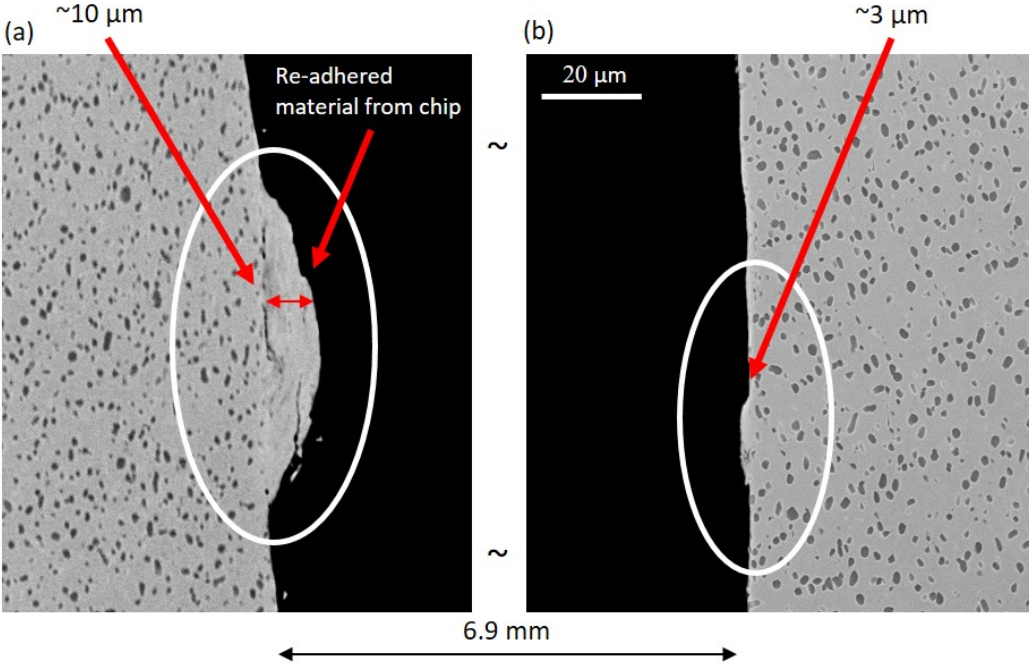 ~10 µm
(a)
Re-adhered
material from chip
~
~
6.9 mm
(b)
~3 µm
20 µm